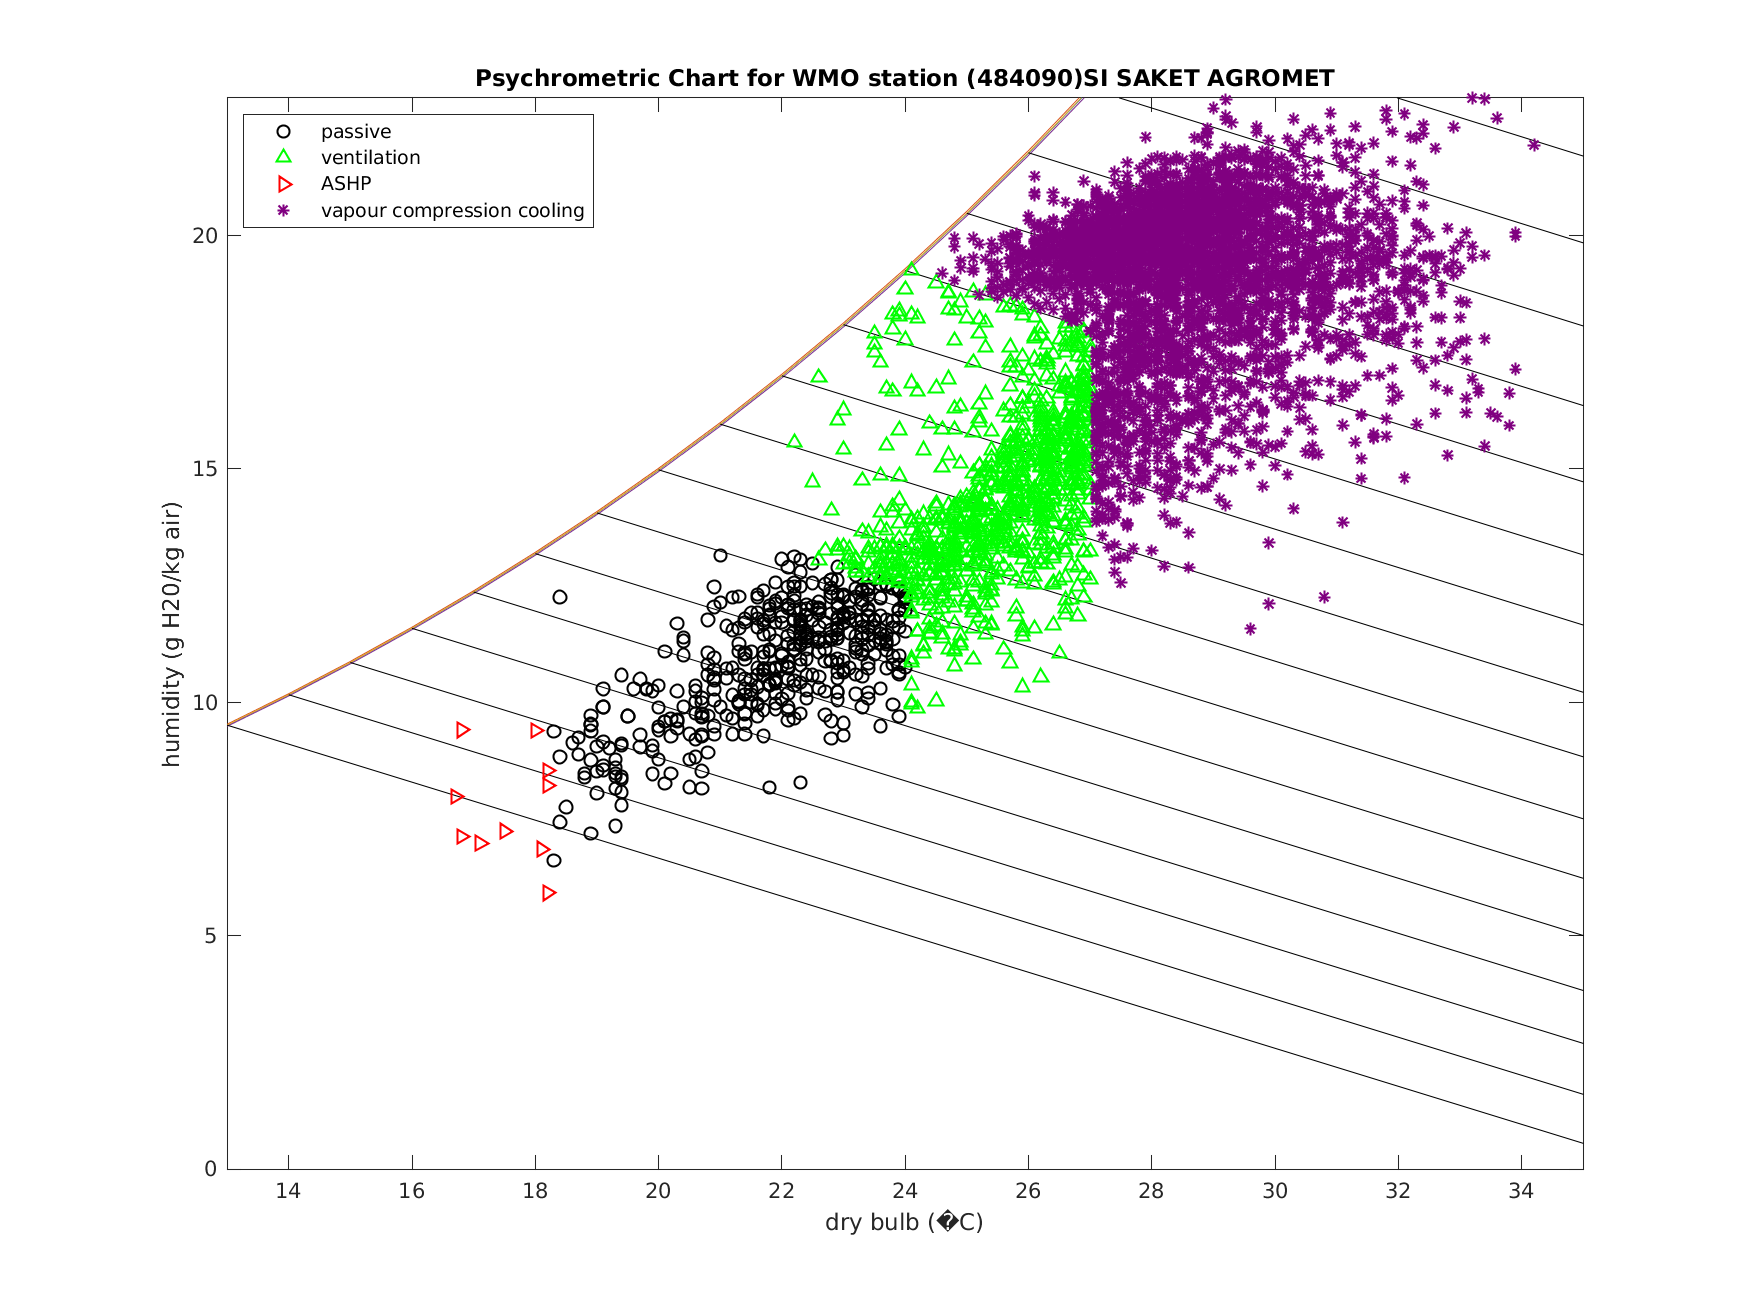 Psychrometric Chart for WMO station (484090)SI SAKET AGROMET
passive
ventilation
ASHP
vapour compression cooling
humidity (g H20/kg air)
20
15
10
5
0
14 16 18 20 22 24 26 28 30 32 34
dry bulb (�C)